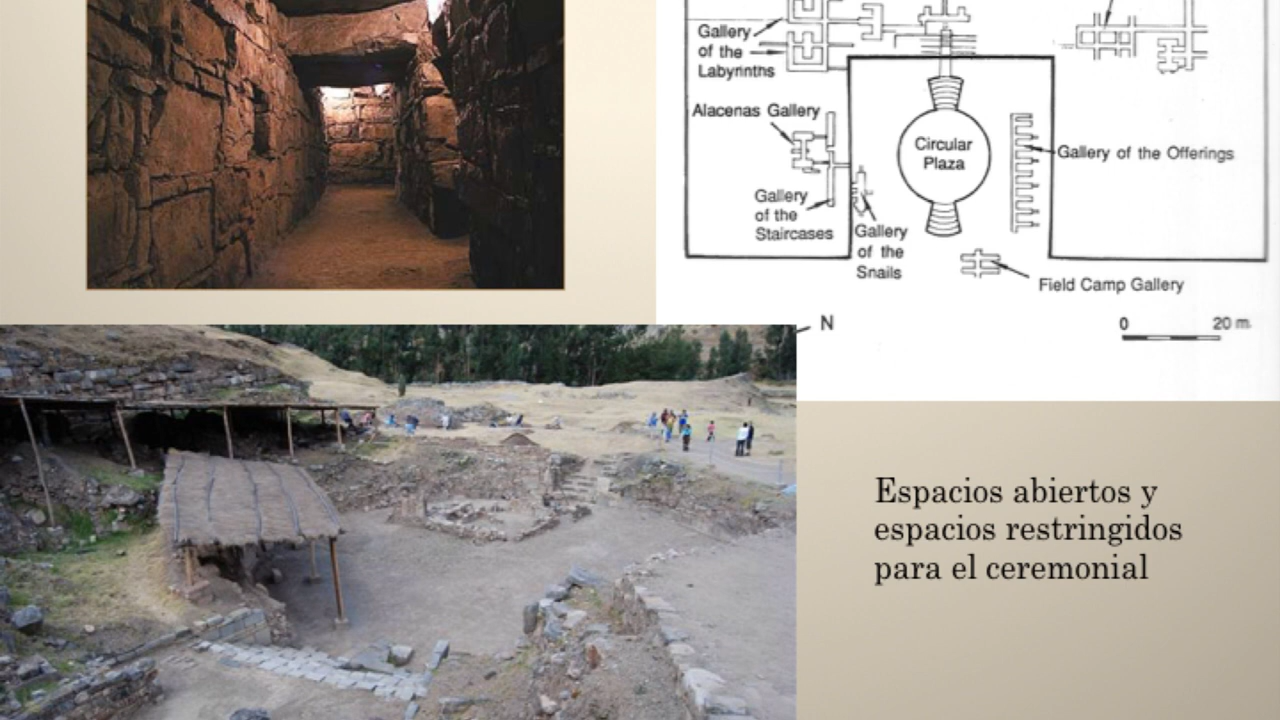 Gallery
of the
Labyrinths
Alacenas Gallery
Circular
Plaza
Gallery of the Offerings
Gallery
of the
Staircases
Gallery
of the
Snails
Field Camp Gallery
N
0 20 m.
Espacios abiertos y
espacios restringidos
para el ceremonial